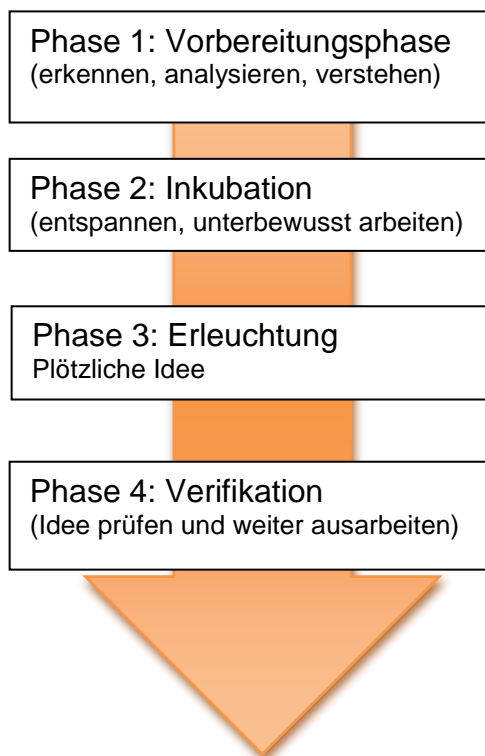 Phase 1: Vorbereitungsphase
(erkennen, analysieren, verstehen)
Phase 2: Inkubation
(entspannen, unterbewusst arbeiten)
Phase 3: Erleuchtung
Plötzliche Idee
Phase 4: Verifikation
(Idee prüfen und weiter ausarbeiten)